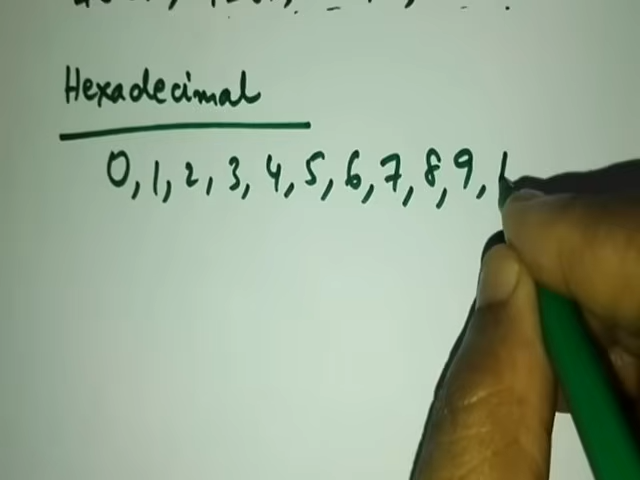 Hexadecimal
0, 1, 2, 3, 4, 5, 6, 7, 8, 9,